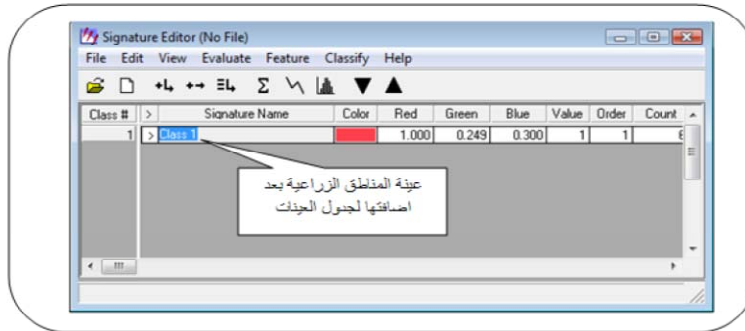 Signature Editor (No File)
File Edit View Evaluate Feature Classify Help
Class # > Signature Name Color Red Green Blue Value Order Count
1 > Class 1 1.000 0.249 0.300 1 1
عينة المناطق الزراعية بعد
اضافتها لجدول العينات